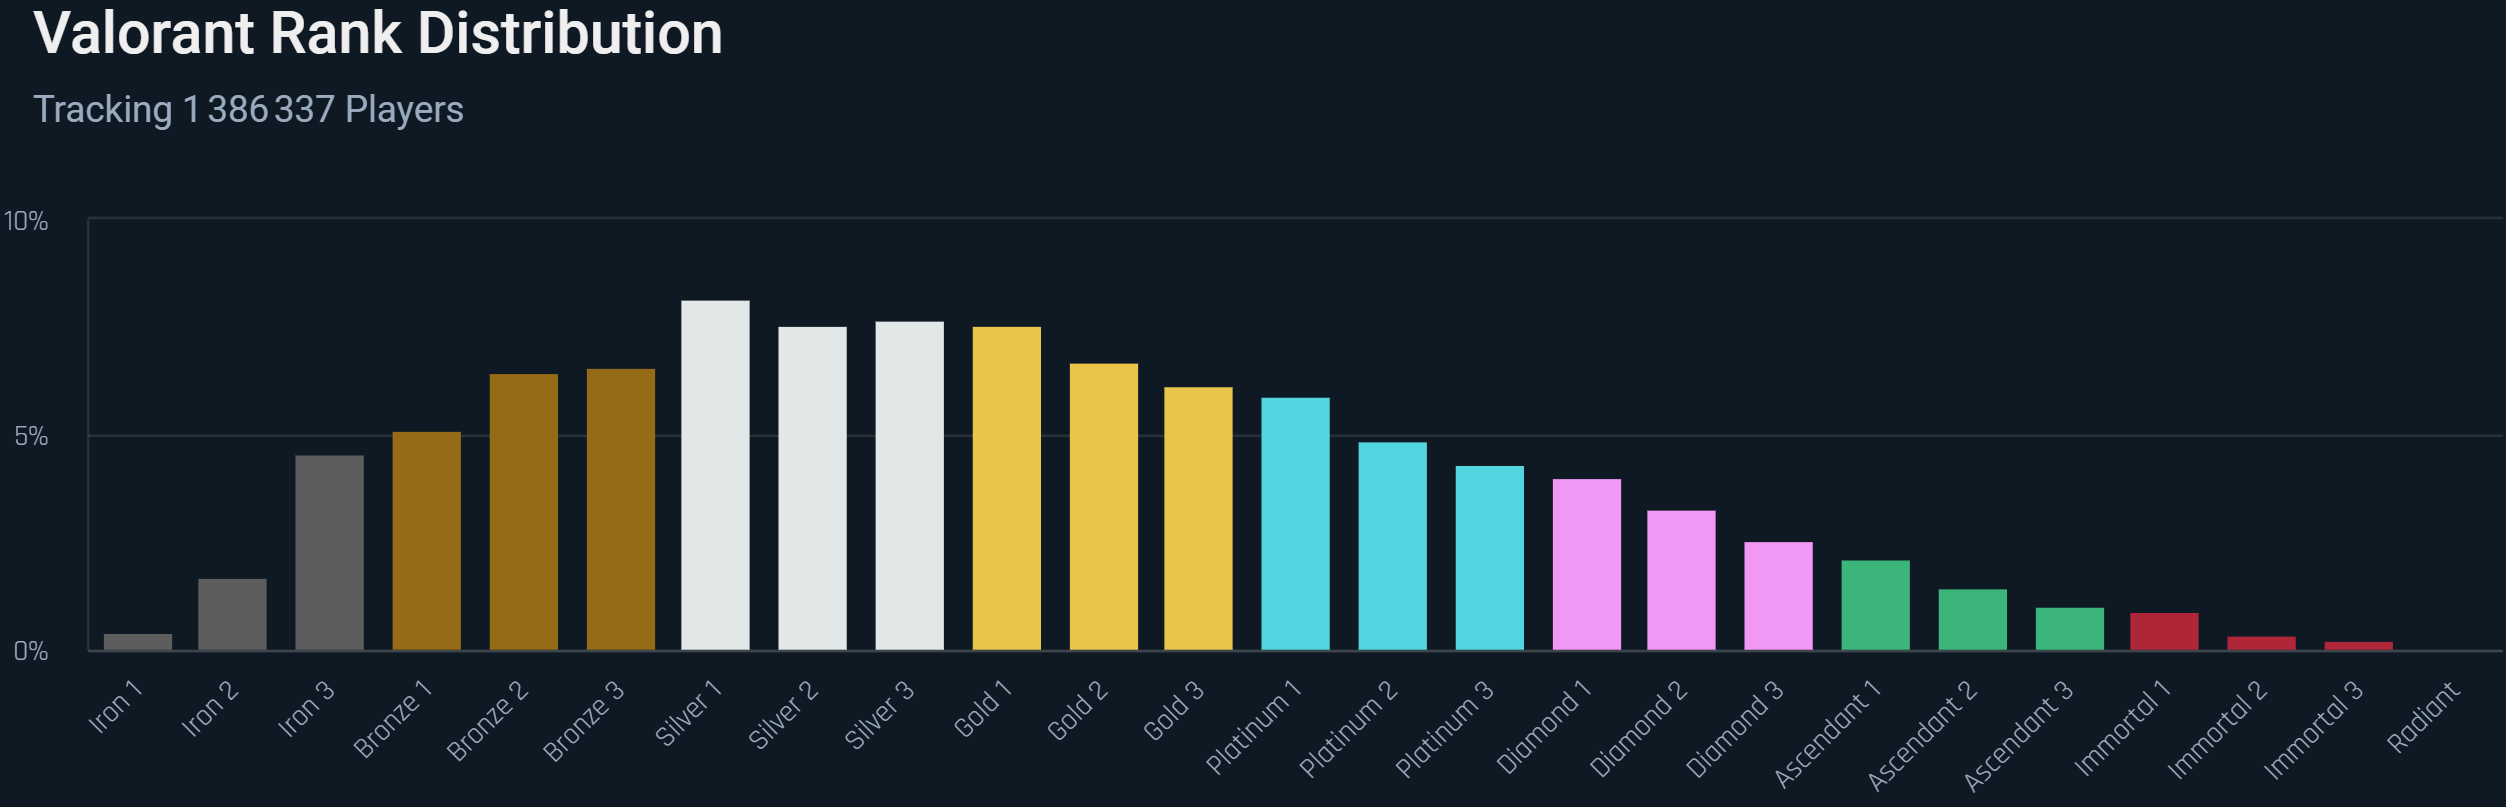 Valorant Rank Distribution
Tracking 1 386 337 Players
10%
5%
0%
Iron 1
Iron 2
Iron 3
Bronze 1
Bronze 2
Bronze 3
Silver 1
Silver 2
Silver 3
Gold 1
Gold 2
Gold 3
Platinum 1
Platinum 2
Platinum 3
Diamond 1
Diamond 2
Diamond 3
Ascendant 1
Ascendant 2
Ascendant 3
Immortal 1
Immortal 2
Immortal 3
Radiant